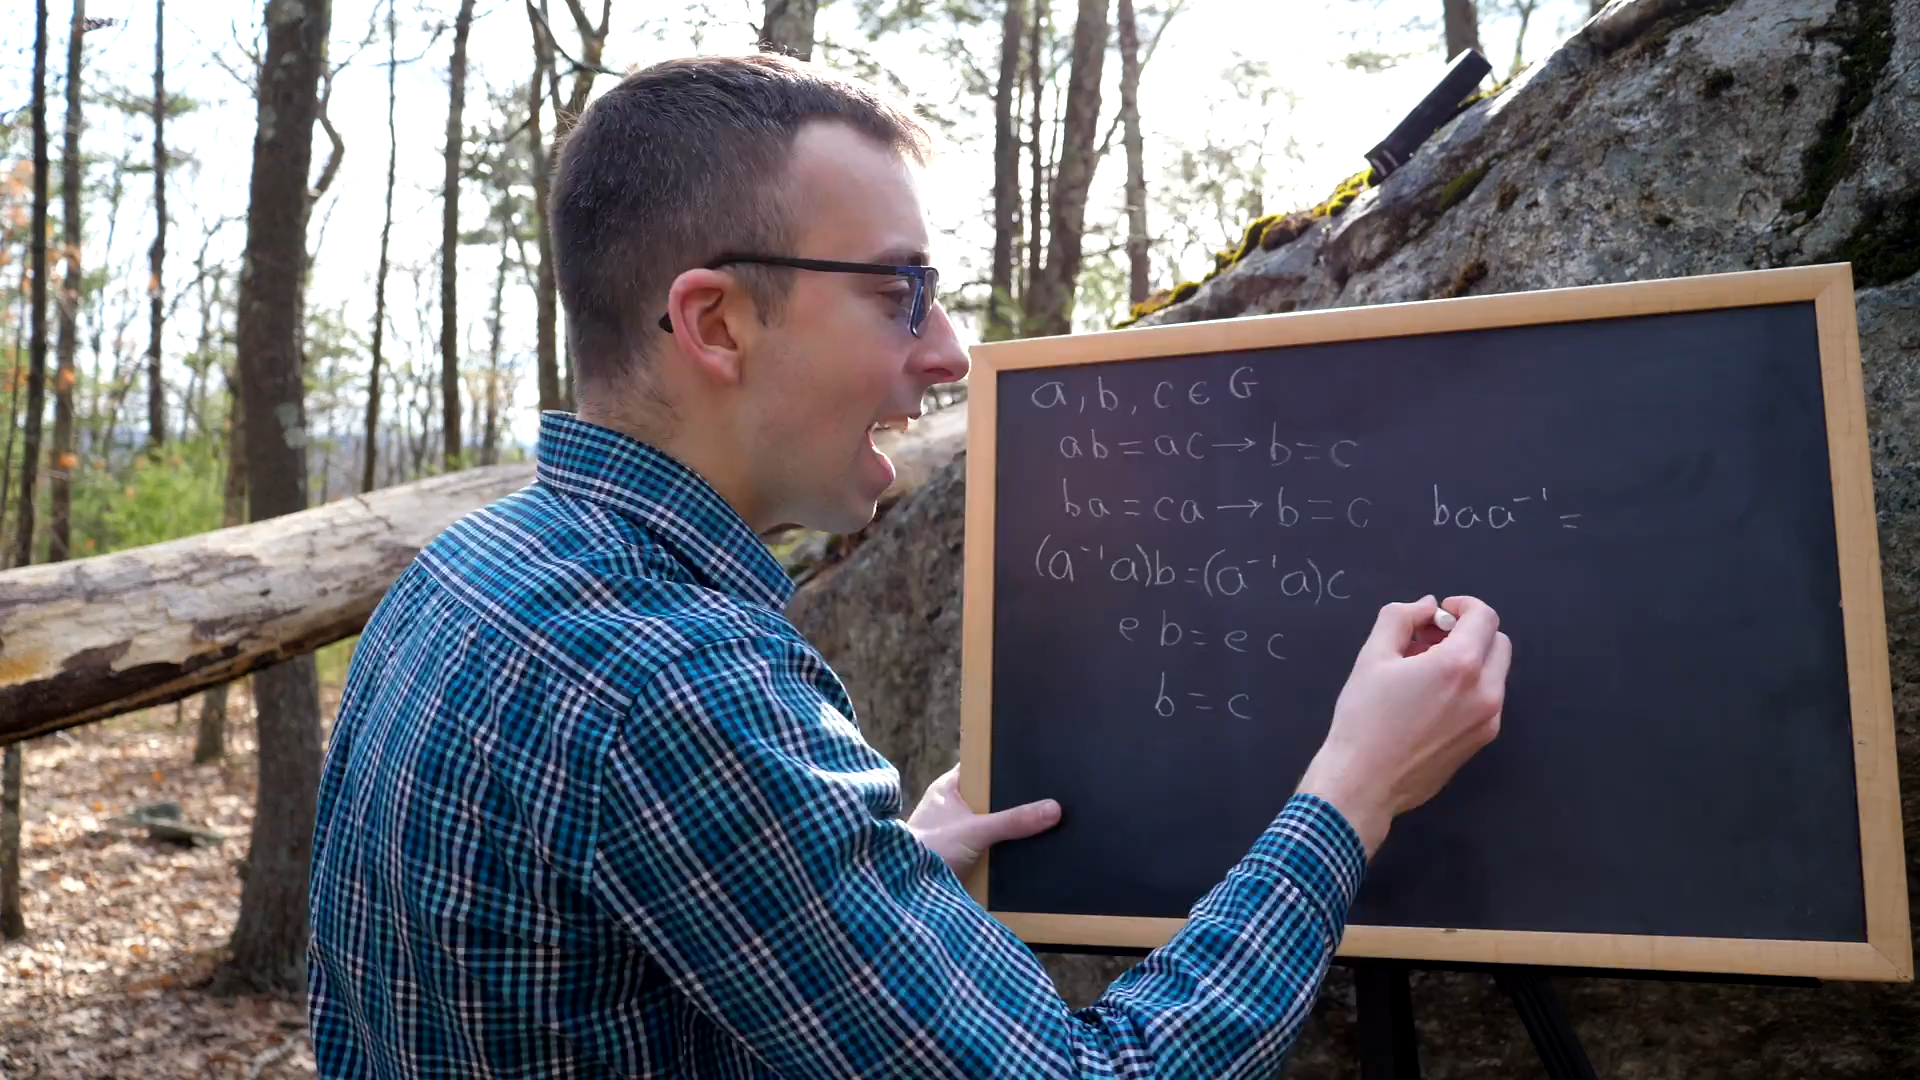 a, b, c ∈ G
ab = ac → b = c
ba = ca → b = c
baa⁻¹ =
(a⁻¹a)b = (a⁻¹a)c
eb = ec
b = c